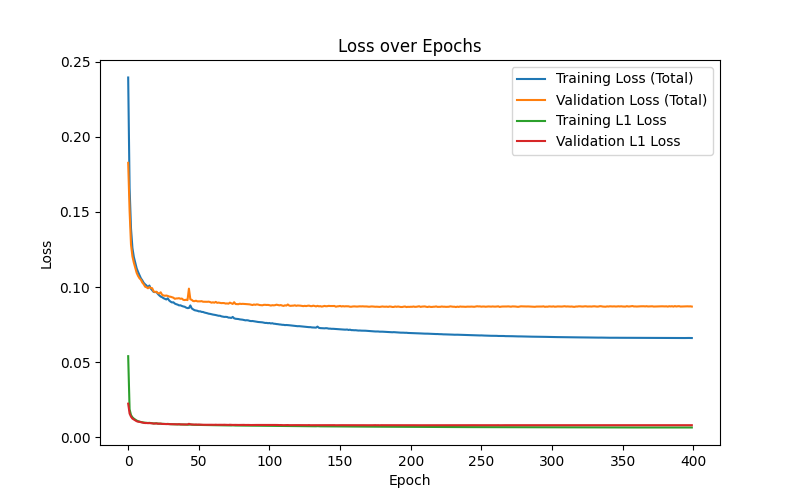 Loss over Epochs
Training Loss (Total)
Validation Loss (Total)
Training L1 Loss
Validation L1 Loss
Loss
0.25
0.20
0.15
0.10
0.05
0.00
0 50 100 150 200 250 300 350 400
Epoch